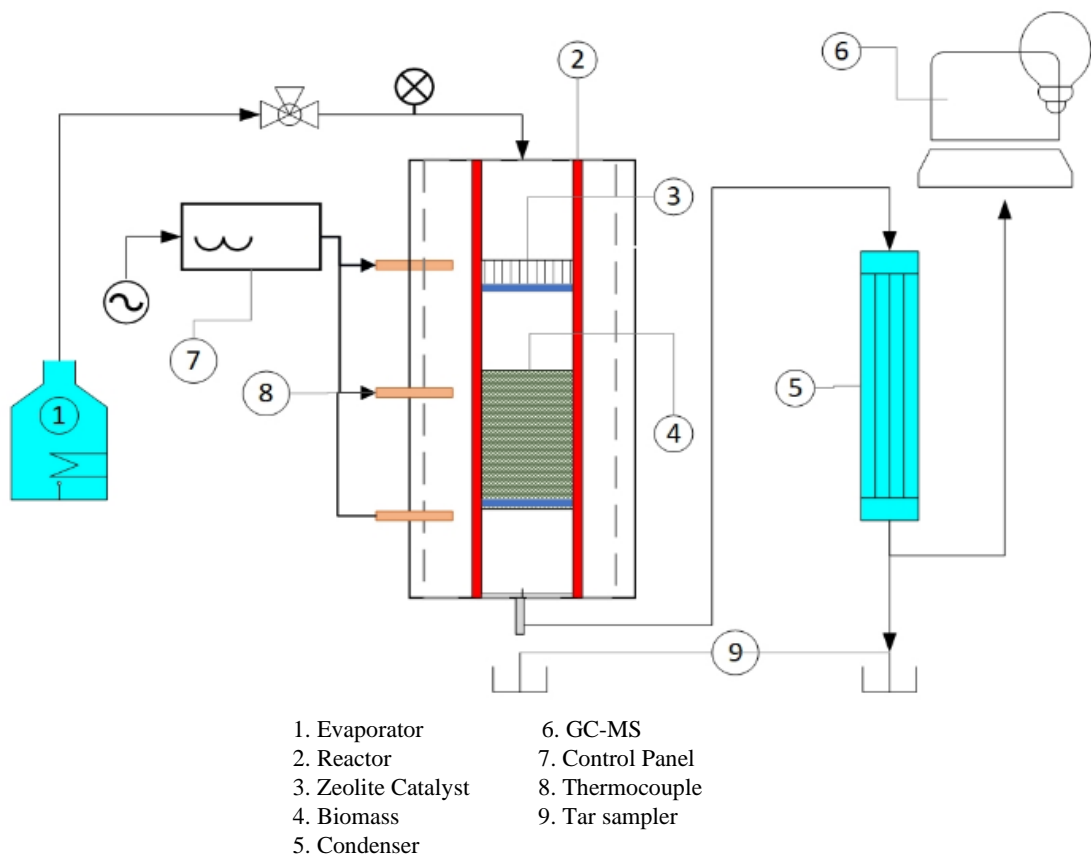 2
6
3
7
8
1
4
5
9
1. Evaporator 6. GC-MS
2. Reactor 7. Control Panel
3. Zeolite Catalyst 8. Thermocouple
4. Biomass 9. Tar sampler
5. Condenser